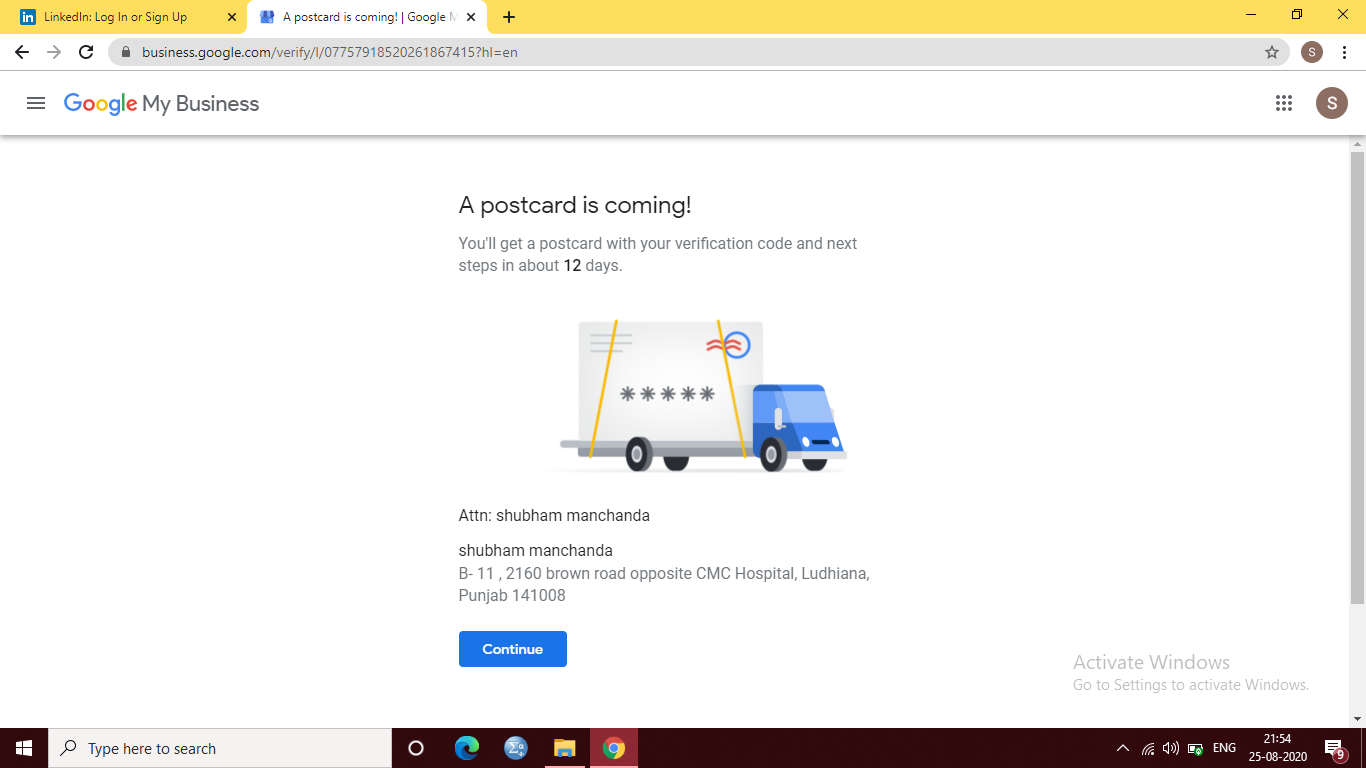 LinkedIn: Log In or Sign Up
A postcard is coming! | Google M
business.google.com/verify/l/07757918520261867415?hl=en
S
Google My Business
S
A postcard is coming!
You'll get a postcard with your verification code and next
steps in about 12 days.
*****
Attn: shubham manchanda
shubham manchanda
B- 11 , 2160 brown road opposite CMC Hospital, Ludhiana,
Punjab 141008
Continue
Activate Windows
Go to Settings to activate Windows.
Type here to search
ENG
21:54
25-08-2020
9